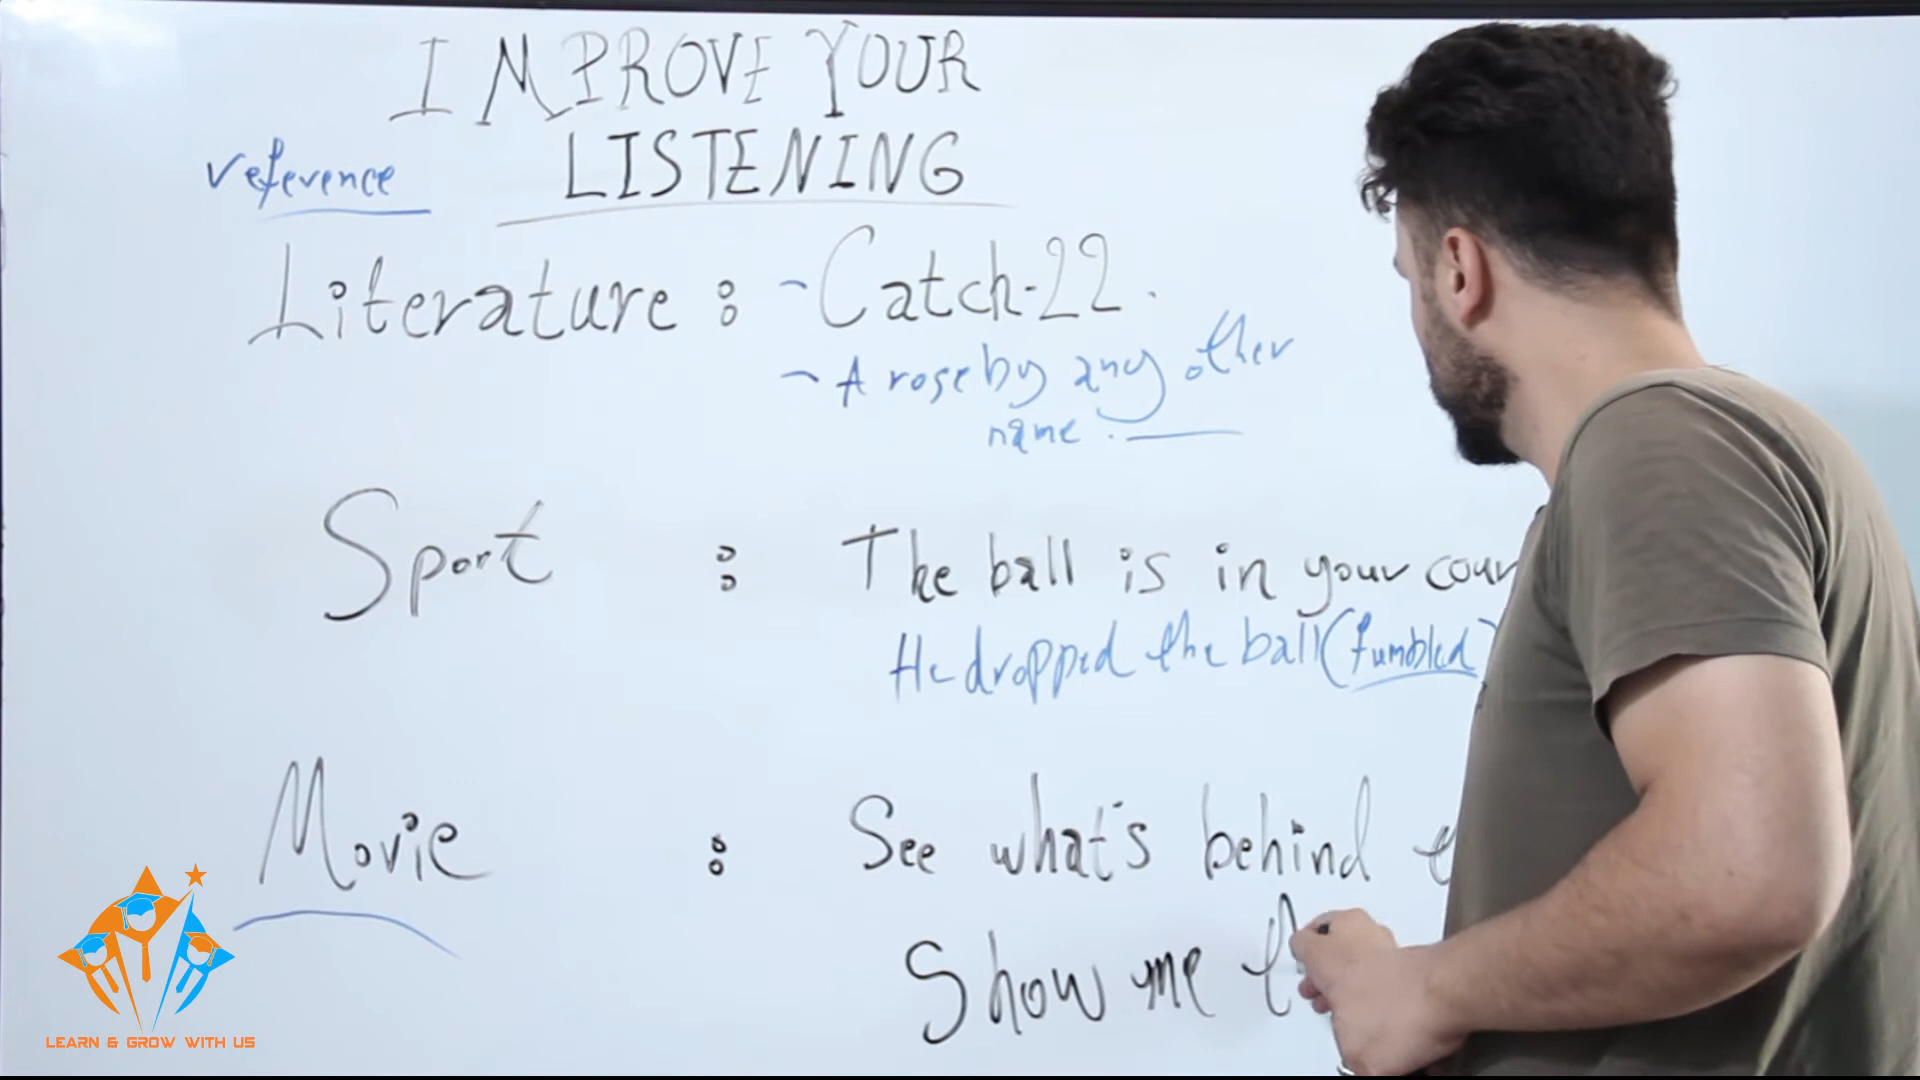 IMPROVE YOUR
LISTENING
reference
Literature : - Catch-22.
- A rose by any other
name.
Sport : The ball is in your cour
He dropped the ball (fumbled)
Movie : See what's behind t
Show me th
LEARN & GROW WITH US